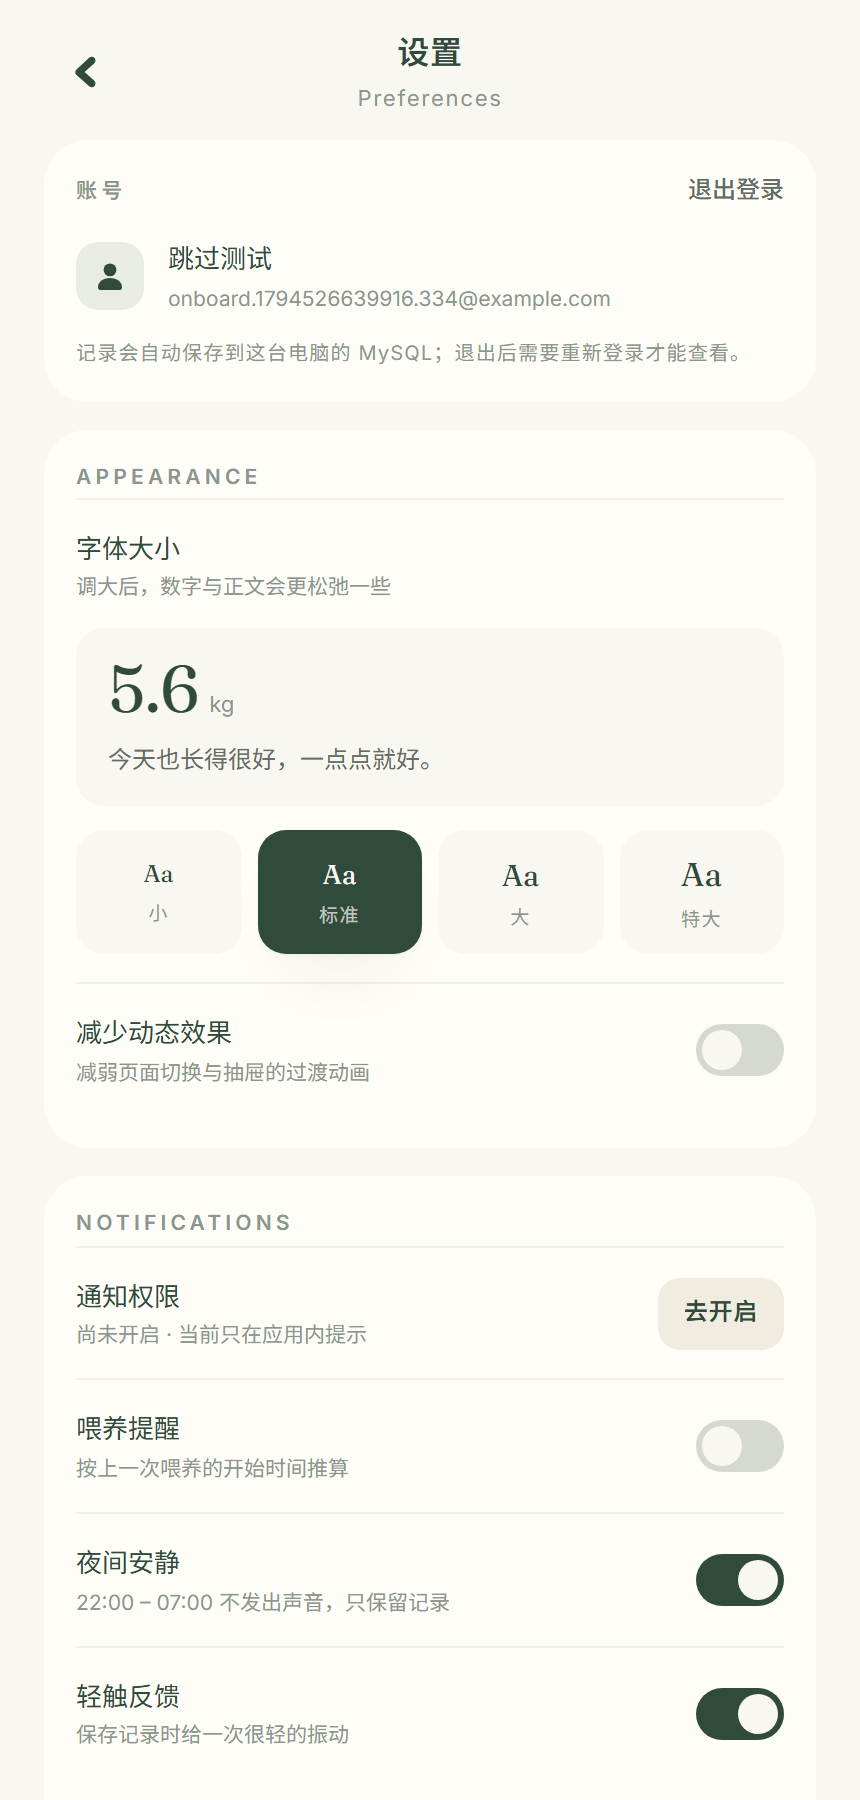 设置
Preferences
账号
退出登录
跳过测试
onboard.1794526639916.334@example.com
记录会自动保存到这台电脑的 MySQL；退出后需要重新登录才能查看。
APPEARANCE
字体大小
调大后，数字与正文会更松弛一些
5.6 kg
今天也长得很好，一点点就好。
Aa
小
Aa
标准
Aa
大
Aa
特大
减少动态效果
减弱页面切换与抽屉的过渡动画
NOTIFICATIONS
通知权限
尚未开启 · 当前只在应用内提示
去开启
喂养提醒
按上一次喂养的开始时间推算
夜间安静
22:00 – 07:00 不发出声音，只保留记录
轻触反馈
保存记录时给一次很轻的振动